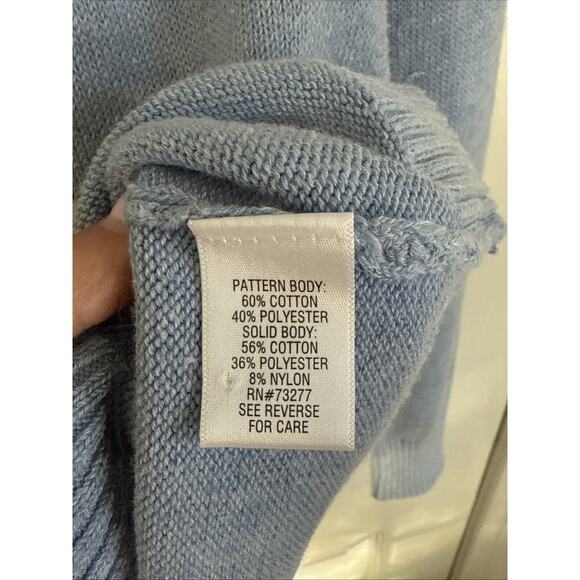 PATTERN BODY:
60% COTTON
40% POLYESTER
SOLID BODY:
56% COTTON
36% POLYESTER
8% NYLON
RN#73277
SEE REVERSE
FOR CARE